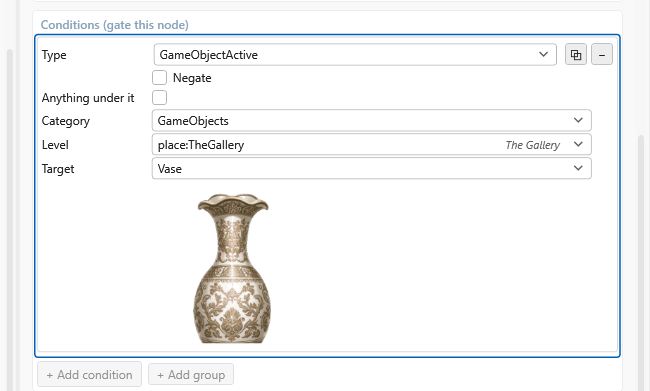 Conditions (gate this node)
Type GameObjectActive −
Negate
Anything under it
Category GameObjects
Level place:TheGallery The Gallery
Target Vase
+ Add condition + Add group